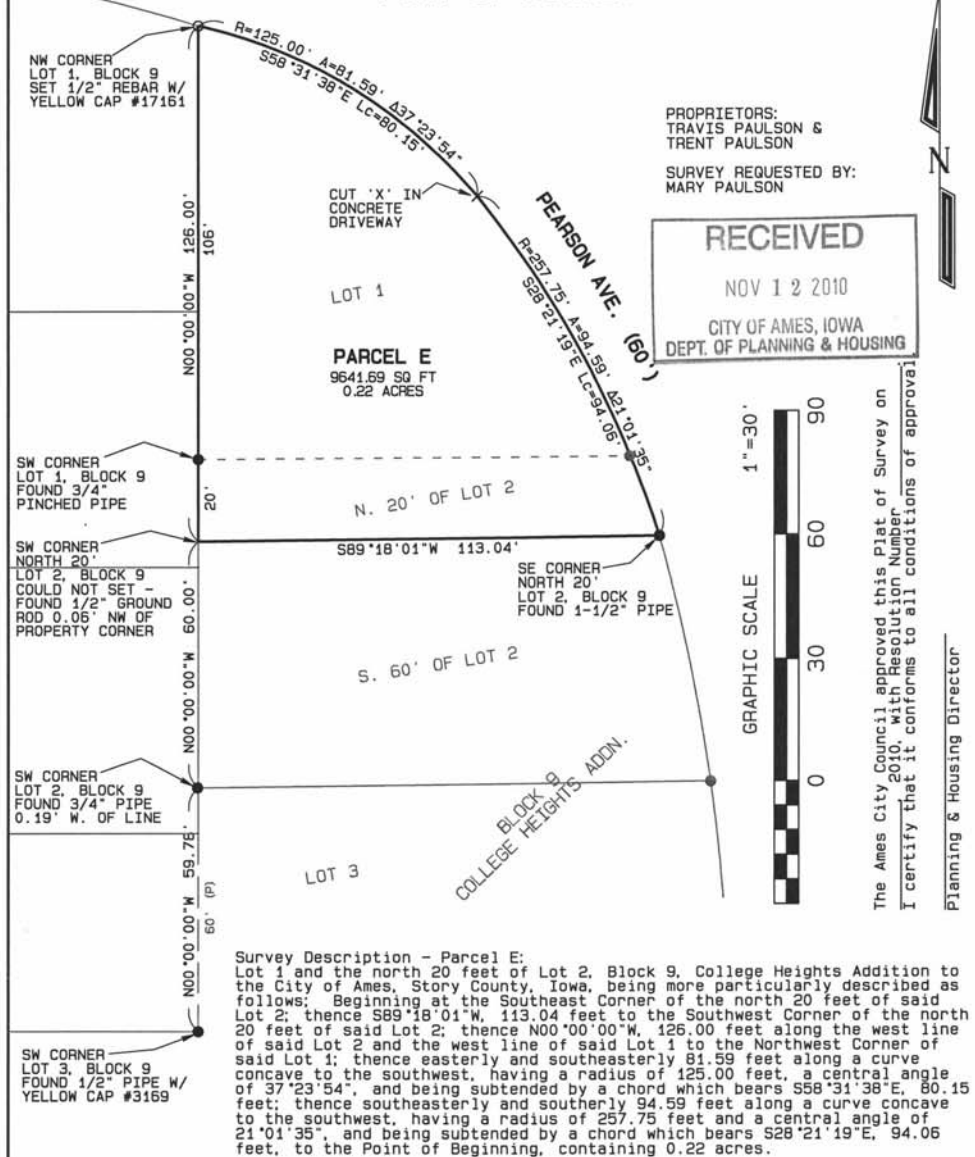 NW CORNER
LOT 1, BLOCK 9
SET 1/2" REBAR W/
YELLOW CAP #17161
R=125.00' A=81.59' Δ37°23'54"
S58°31'38"E Lc=80.15'
CUT 'X' IN
CONCRETE
DRIVEWAY
PROPRIETORS:
TRAVIS PAULSON &
TRENT PAULSON
SURVEY REQUESTED BY:
MARY PAULSON
N
RECEIVED
NOV 12 2010
CITY OF AMES, IOWA
DEPT. OF PLANNING & HOUSING
PEARSON AVE. (60')
R=257.75' A=94.59' Δ21°01'35"
S28°21'19"E Lc=94.06'
N00°00'00"W 126.00'
106'
LOT 1
PARCEL E
9641.69 SQ FT
0.22 ACRES
SW CORNER
LOT 1, BLOCK 9
FOUND 3/4"
PINCHED PIPE
20'
N. 20' OF LOT 2
S89°18'01"W 113.04'
SW CORNER
NORTH 20'
LOT 2, BLOCK 9
COULD NOT SET -
FOUND 1/2" GROUND
ROD 0.06' NW OF
PROPERTY CORNER
SE CORNER
NORTH 20'
LOT 2, BLOCK 9
FOUND 1-1/2" PIPE
N00°00'00"W 60.00'
S. 60' OF LOT 2
SW CORNER
LOT 2, BLOCK 9
FOUND 3/4" PIPE
0.19' W. OF LINE
BLOCK 9
COLLEGE HEIGHTS ADDN.
LOT 3
N00°00'00"W 59.78'
60' (P)
SW CORNER
LOT 3, BLOCK 9
FOUND 1/2" PIPE W/
YELLOW CAP #3169
GRAPHIC SCALE 1"=30'
0 30 60 90
The Ames City Council approved this Plat of Survey on
2010, with Resolution Number
I certify that it conforms to all conditions of approval
Planning & Housing Director
Survey Description - Parcel E:
Lot 1 and the north 20 feet of Lot 2, Block 9, College Heights Addition to
the City of Ames, Story County, Iowa, being more particularly described as
follows: Beginning at the Southeast Corner of the north 20 feet of said
Lot 2; thence S89°18'01"W, 113.04 feet to the Southwest Corner of the north
20 feet of said Lot 2; thence N00°00'00"W, 126.00 feet along the west line
of said Lot 2 and the west line of said Lot 1 to the Northwest Corner of
said Lot 1; thence easterly and southeasterly 81.59 feet along a curve
concave to the southwest, having a radius of 125.00 feet, a central angle
of 37°23'54", and being subtended by a chord which bears S58°31'38"E, 80.15
feet; thence southeasterly and southerly 94.59 feet along a curve concave
to the southwest, having a radius of 257.75 feet and a central angle of
21°01'35", and being subtended by a chord which bears S28°21'19"E, 94.06
feet, to the Point of Beginning, containing 0.22 acres.